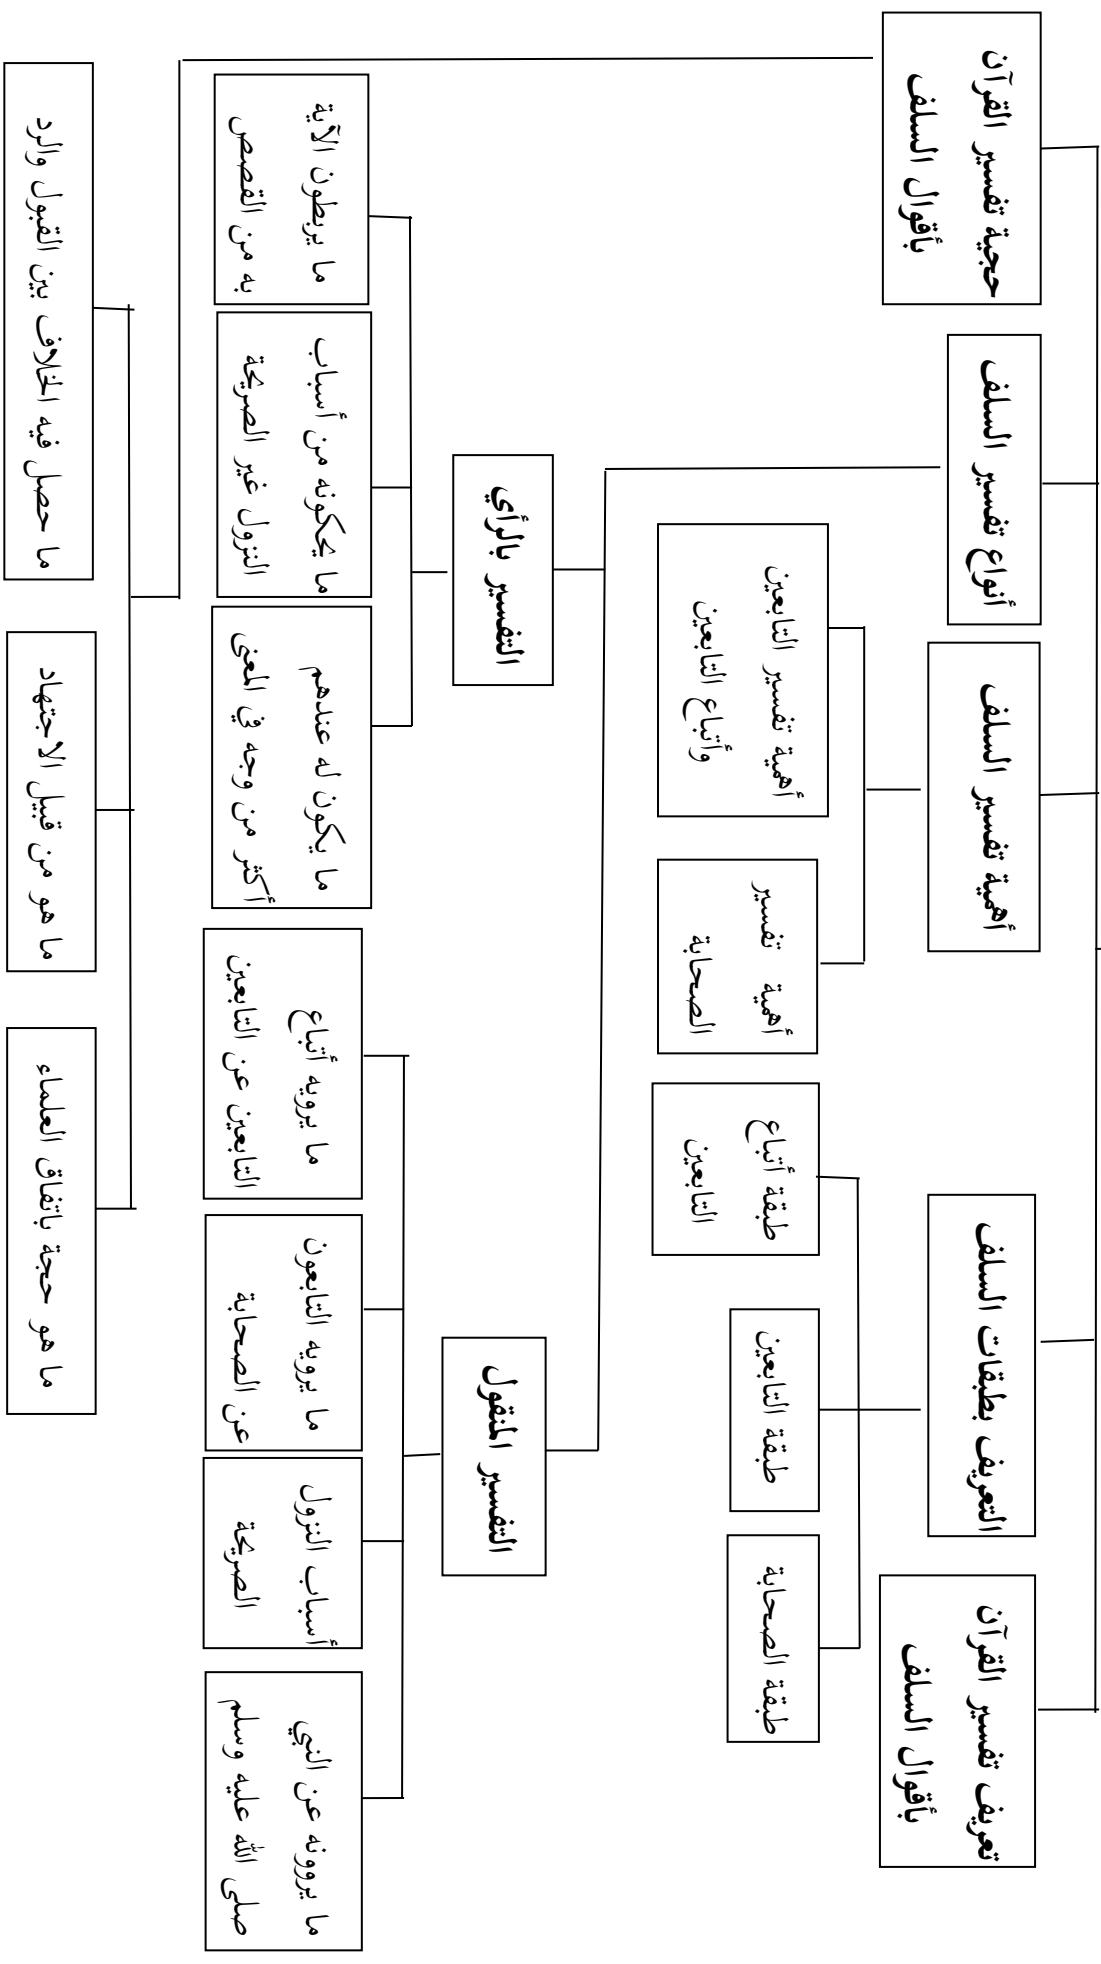 تعريف تفسير القرآن
بأقوال السلف
التعريف بطبقات السلف
أهمية تفسير السلف
أنواع تفسير السلف
حجية تفسير القرآن
بأقوال السلف
طبقة الصحابة
طبقة التابعين
طبقة أتباع
التابعين
أهمية تفسير
الصحابة
أهمية تفسير التابعين
وأتباع التابعين
التفسير المنقول
التفسير بالرأي
ما يروونه عن النبي
صلى الله عليه وسلم
أسباب النزول
الصريحة
ما يرويه التابعون
عن الصحابة
ما يرويه أتباع
التابعين عن التابعين
ما يكون له عندهم
أكثر من وجه في المعنى
ما يحكونه من أسباب
النزول غير الصريحة
ما يربطون الآية
به من القصص
ما هو حجة باتفاق العلماء
ما هو من قبيل الاجتهاد
ما حصل فيه الخلاف بين القبول والرد